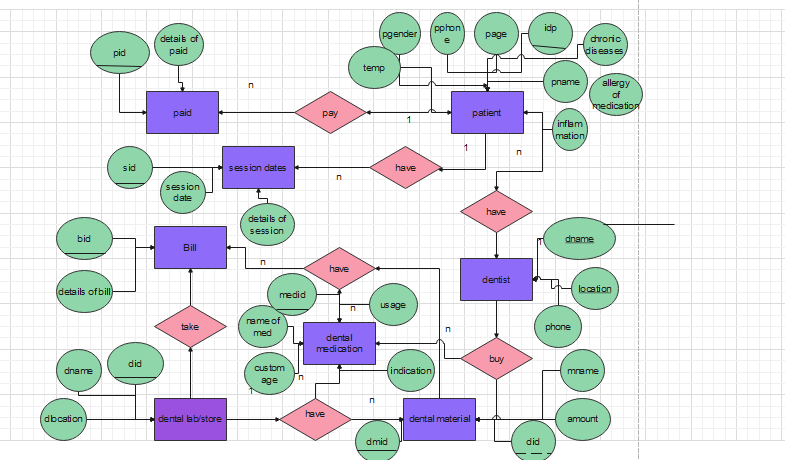 pgender
pphon
e
page
idp
chronic
diseases
details of
paid
pid
temp
pname
allergy
of
medication
n
paid
pay
1
patient
inflam
mation
1
n
sid
session dates
have
n
session
date
details of
session
have
dname
1
bid
Bill
n
have
dentist
location
details of bill
medid
usage
n
phone
name of
med
take
dental
medication
n
buy
did
dname
custom
age
n
1
indication
mname
dlocation
dental lab/store
have
n
dental material
amount
dmid
did